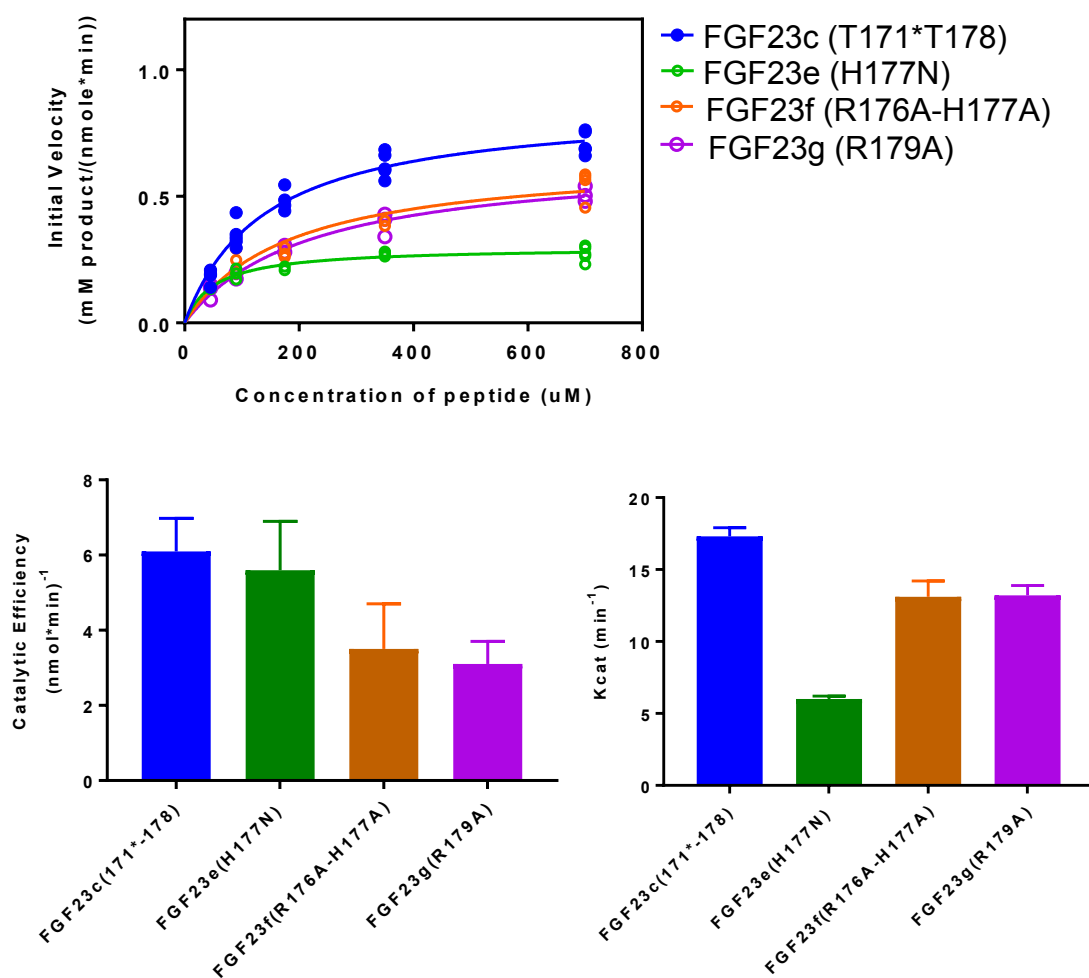 Initial Velocity
(mM product/(nmole*min))
1.0
0.5
0.0
0 200 400 600 800
Concentration of peptide (uM)
FGF23c (T171*T178)
FGF23e (H177N)
FGF23f (R176A-H177A)
FGF23g (R179A)
Catalytic Efficiency
(nmol*min)-1
8
6
4
2
0
FGF23c(171*-178)
FGF23e(H177N)
FGF23f(R176A-H177A)
FGF23g(R179A)
Kcat (min-1)
20
15
10
5
0
FGF23c(171*-178)
FGF23e(H177N)
FGF23f(R176A-H177A)
FGF23g(R179A)